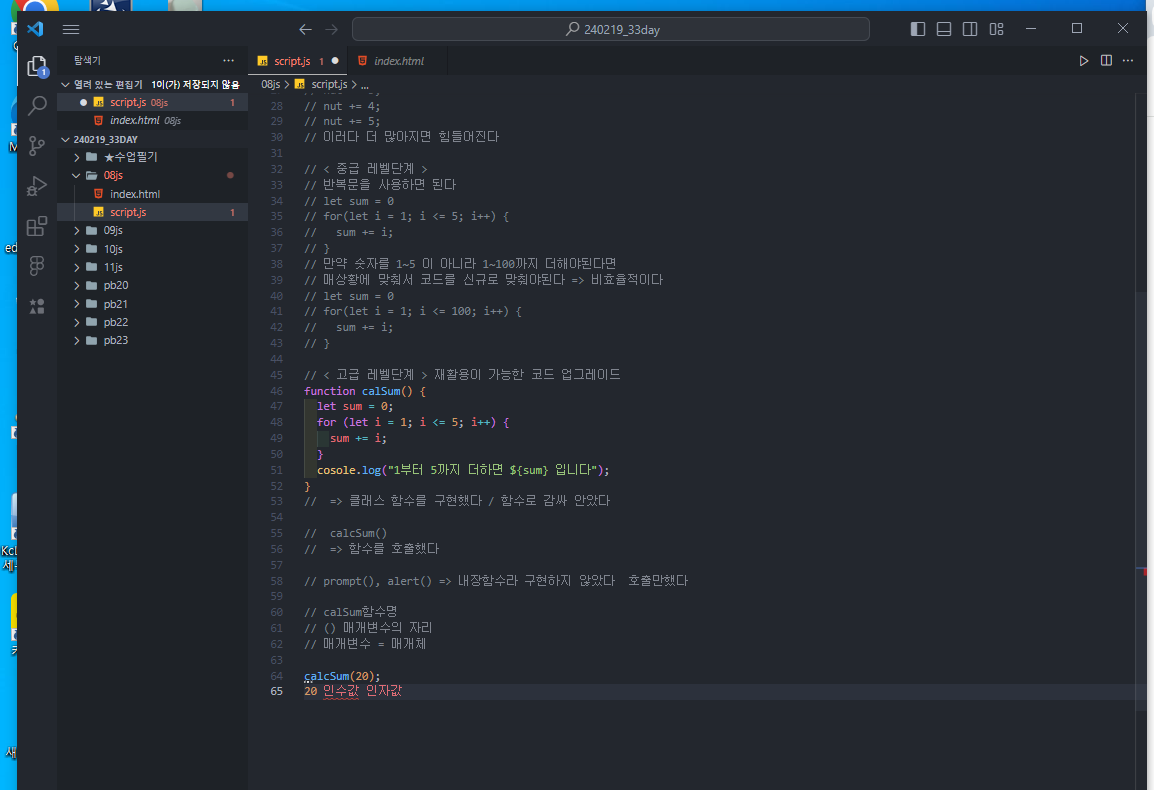 240219_33day
탐색기
열려 있는 편집기 1이(가) 저장되지 않음
script.js 08js 1
index.html 08js
240219_33DAY
★수업필기
08js
index.html
script.js 1
09js
10js
11js
pb20
pb21
pb22
pb23
script.js 1
index.html
08js > script.js > ...
28 // nut += 4;
29 // nut += 5;
30 // 이러다 더 많아지면 힘들어진다
31
32 // < 중급 레벨단계 >
33 // 반복문을 사용하면 된다
34 // let sum = 0
35 // for(let i = 1; i <= 5; i++) {
36 //   sum += i;
37 // }
38 // 만약 숫자를 1~5 이 아니라 1~100까지 더해야된다면
39 // 매상황에 맞춰서 코드를 신규로 맞춰야된다 => 비효율적이다
40 // let sum = 0
41 // for(let i = 1; i <= 100; i++) {
42 //   sum += i;
43 // }
44
45 // < 고급 레벨단계 > 재활용이 가능한 코드 업그레이드
46 function calSum() {
47   let sum = 0;
48   for (let i = 1; i <= 5; i++) {
49     sum += i;
50   }
51   cosole.log("1부터 5까지 더하면 ${sum} 입니다");
52 }
53 //  => 클래스 함수를 구현했다 / 함수로 감싸 안았다
54
55 //  calcSum()
56 //  => 함수를 호출했다
57
58 // prompt(), alert() => 내장함수라 구현하지 않았다  호출만했다
59
60 // calSum함수명
61 // () 매개변수의 자리
62 // 매개변수 = 매개체
63
64 calcSum(20);
65 20 인수값 인자값